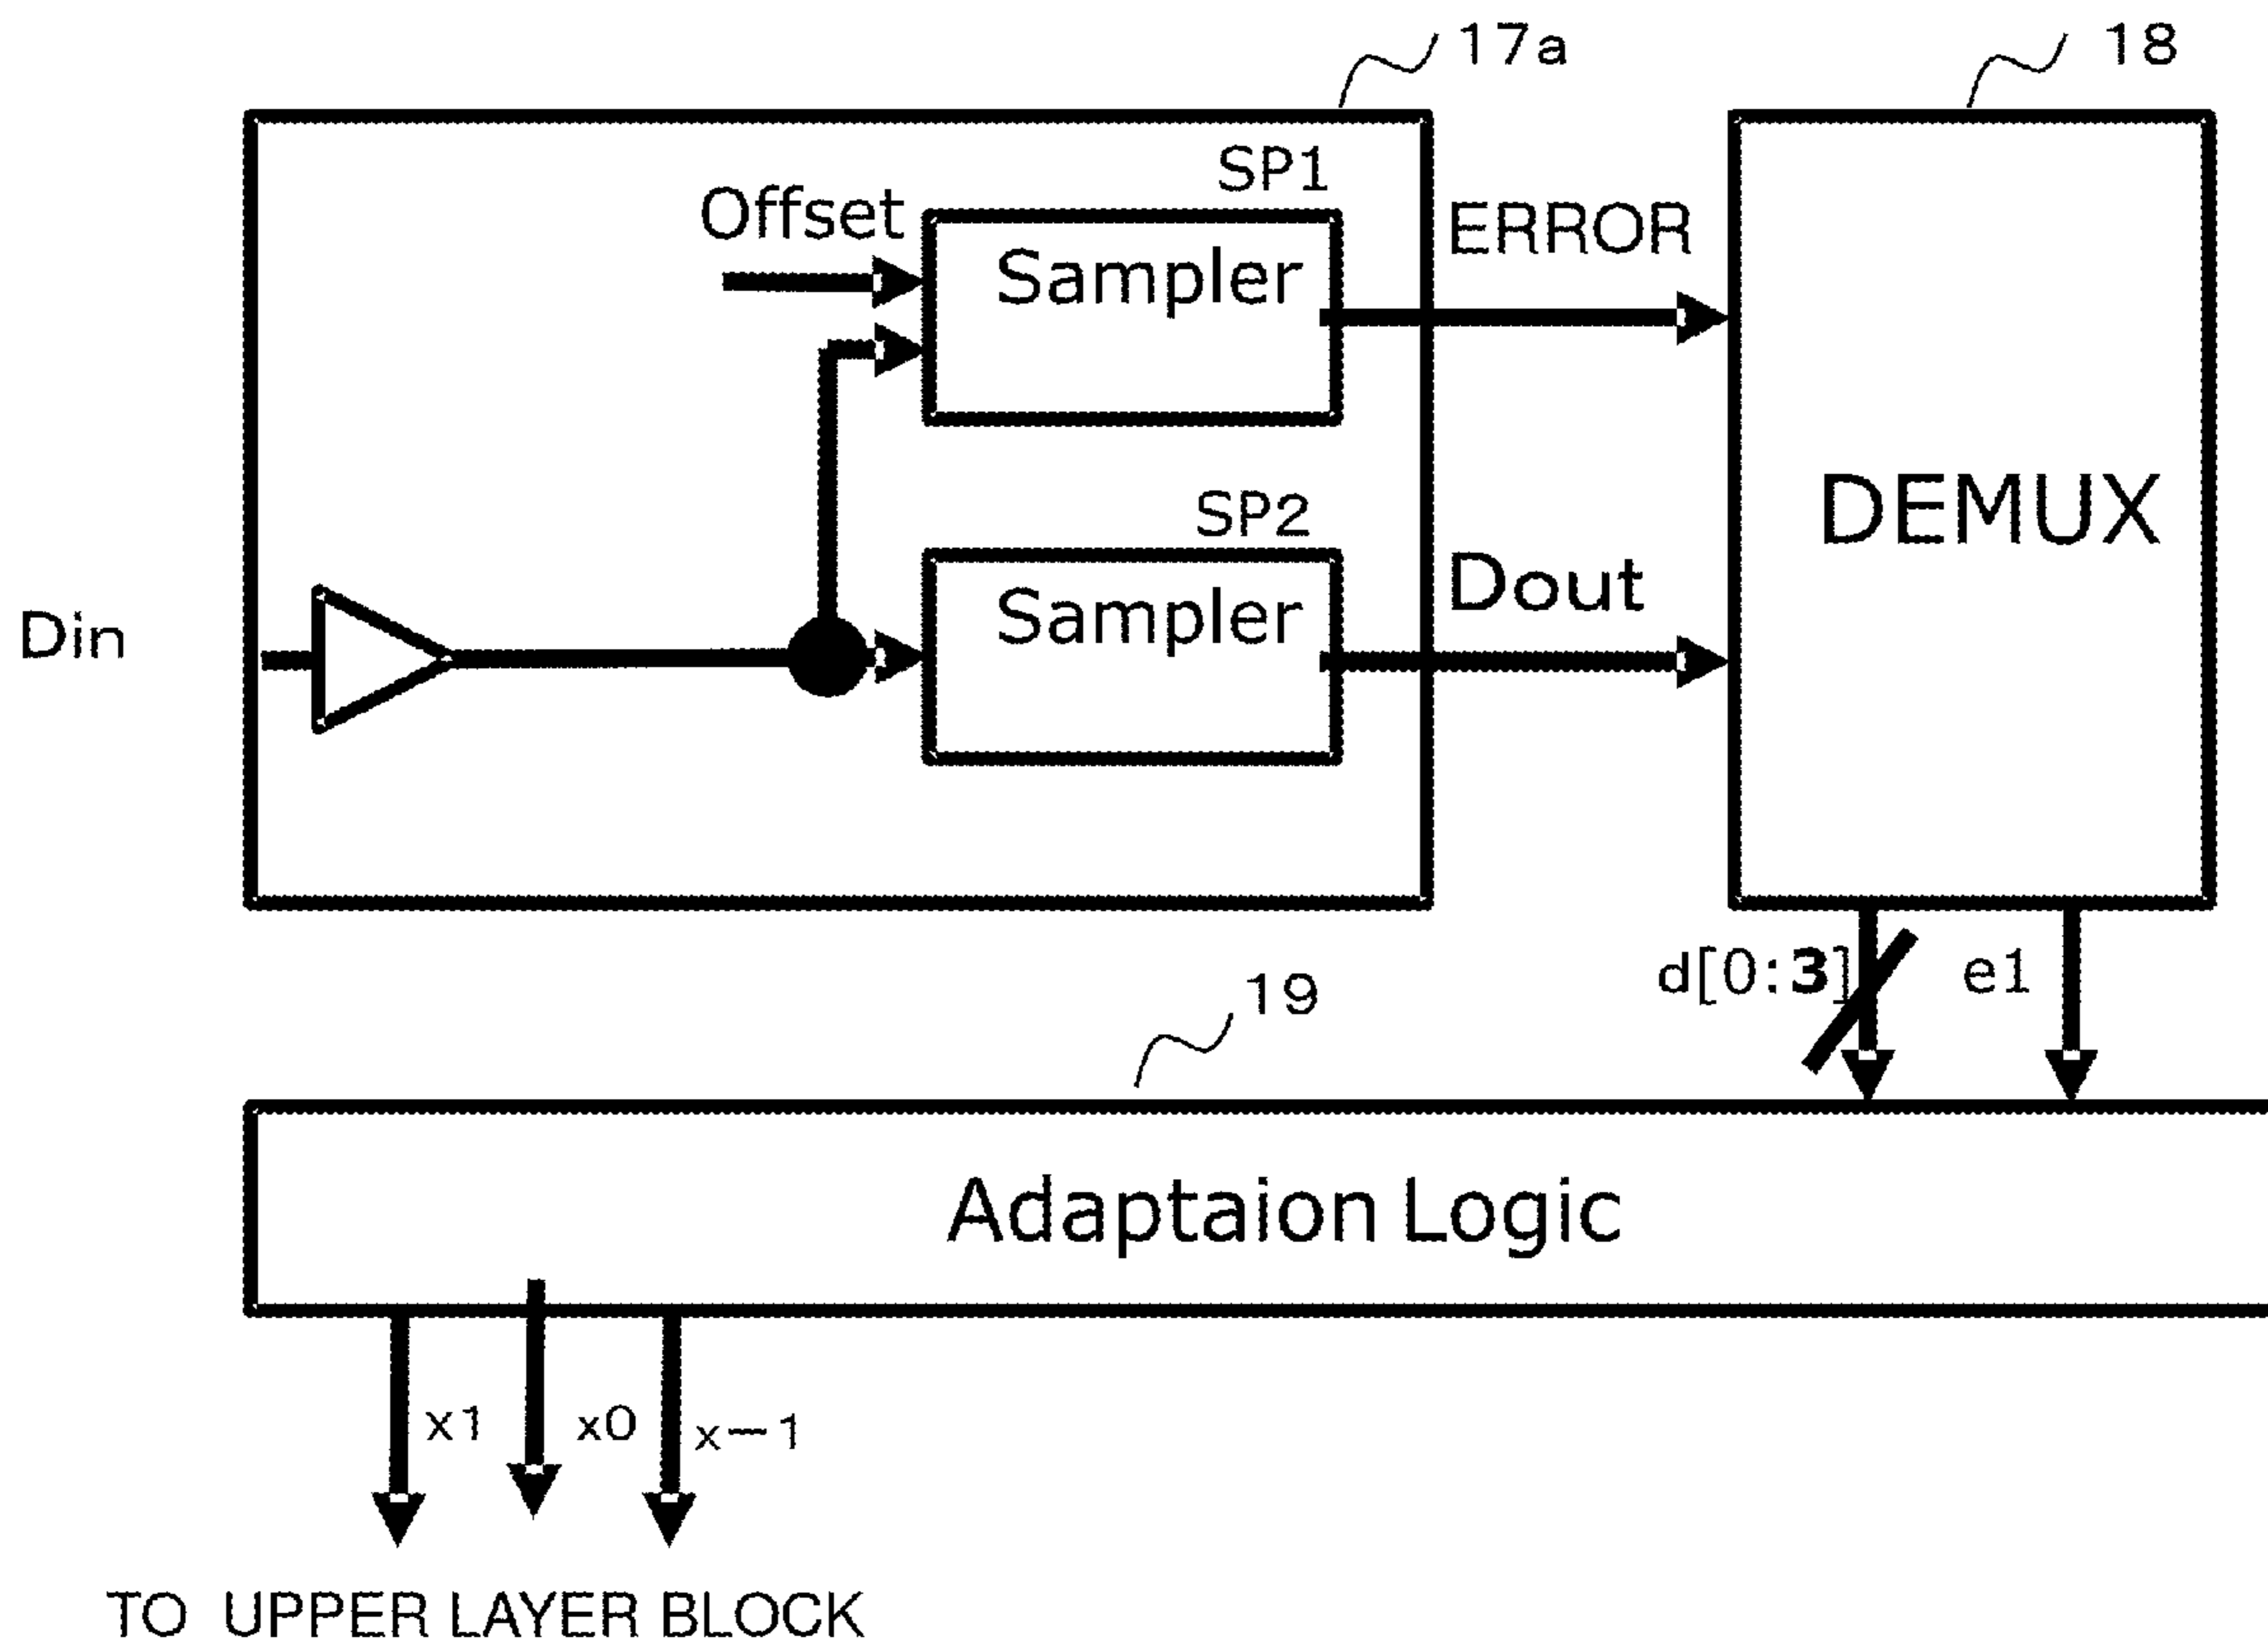 17a
18
SP1
Offset
Sampler
ERROR
DEMUX
SP2
Sampler
Dout
Din
d[0:3]
e1
19
Adaptaion Logic
x1
x0
x−1
TO UPPER LAYER BLOCK